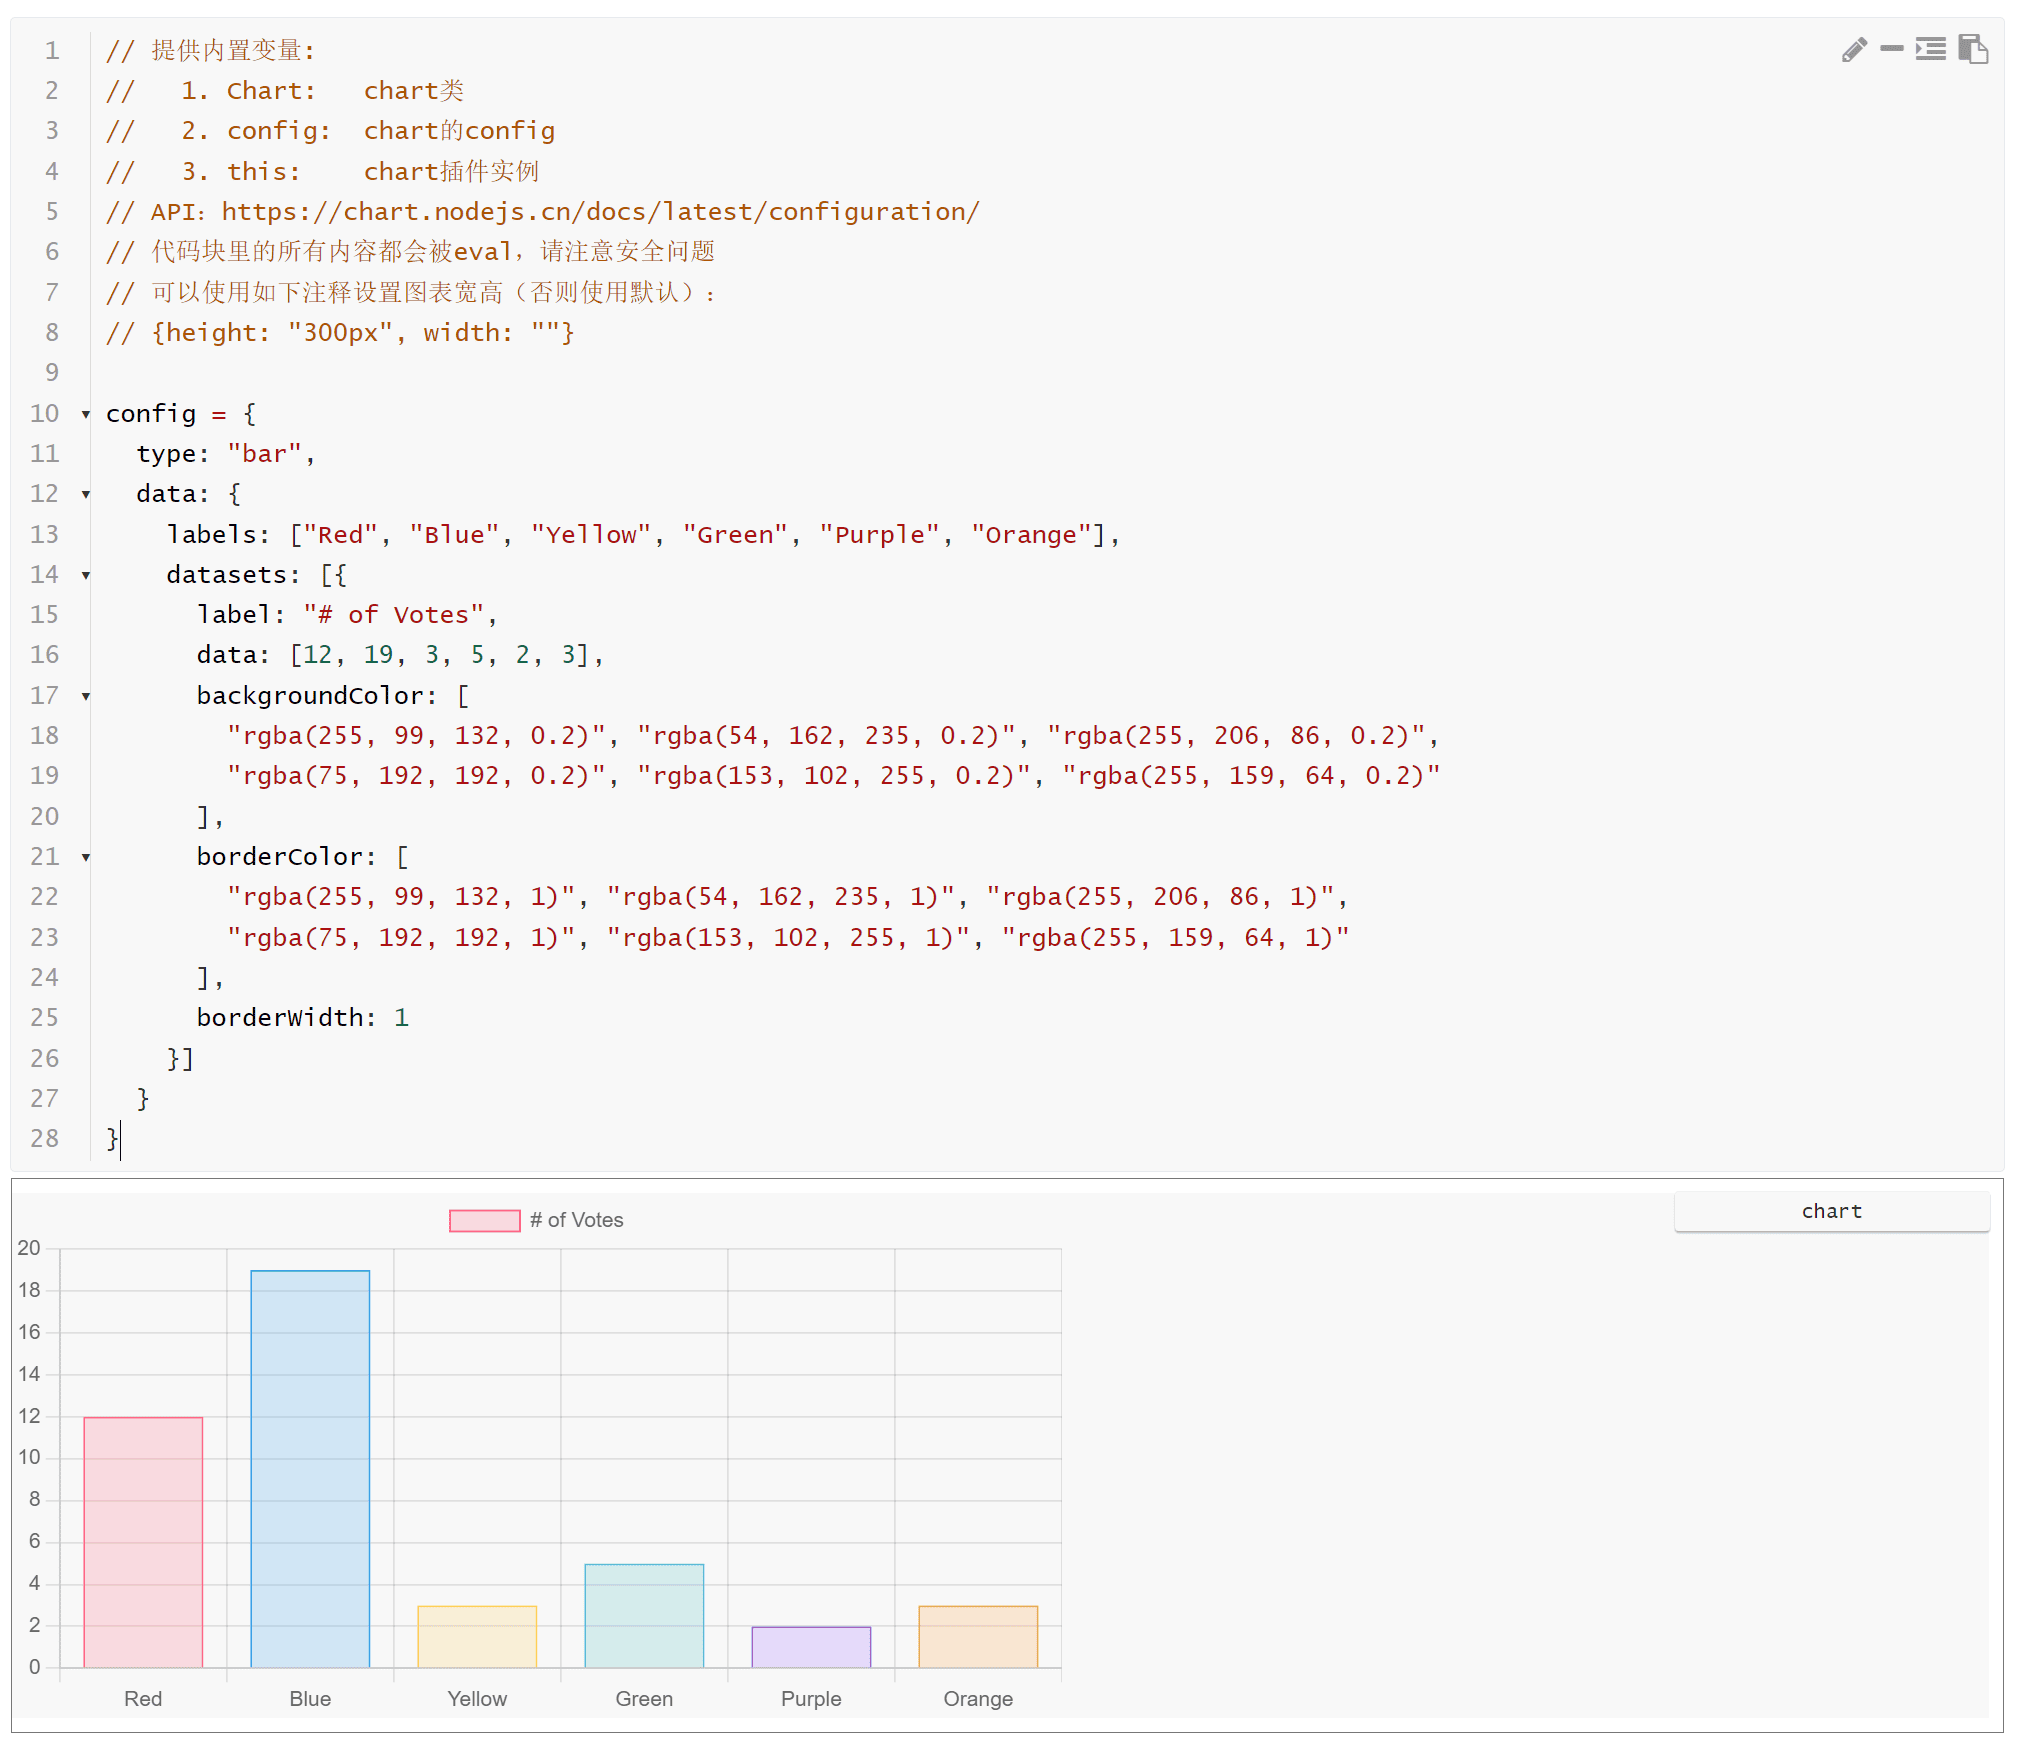 1 // 提供内置变量：
2 //   1. Chart:   chart类
3 //   2. config:  chart的config
4 //   3. this:    chart插件实例
5 // API：https://chart.nodejs.cn/docs/latest/configuration/
6 // 代码块里的所有内容都会被eval，请注意安全问题
7 // 可以使用如下注释设置图表宽高（否则使用默认）：
8 // {height: "300px", width: ""}
9
10 config = {
11   type: "bar",
12   data: {
13     labels: ["Red", "Blue", "Yellow", "Green", "Purple", "Orange"],
14     datasets: [{
15       label: "# of Votes",
16       data: [12, 19, 3, 5, 2, 3],
17       backgroundColor: [
18         "rgba(255, 99, 132, 0.2)", "rgba(54, 162, 235, 0.2)", "rgba(255, 206, 86, 0.2)",
19         "rgba(75, 192, 192, 0.2)", "rgba(153, 102, 255, 0.2)", "rgba(255, 159, 64, 0.2)"
20       ],
21       borderColor: [
22         "rgba(255, 99, 132, 1)", "rgba(54, 162, 235, 1)", "rgba(255, 206, 86, 1)",
23         "rgba(75, 192, 192, 1)", "rgba(153, 102, 255, 1)", "rgba(255, 159, 64, 1)"
24       ],
25       borderWidth: 1
26     }]
27   }
28 }
# of Votes
chart
20
18
16
14
12
10
8
6
4
2
0
Red Blue Yellow Green Purple Orange